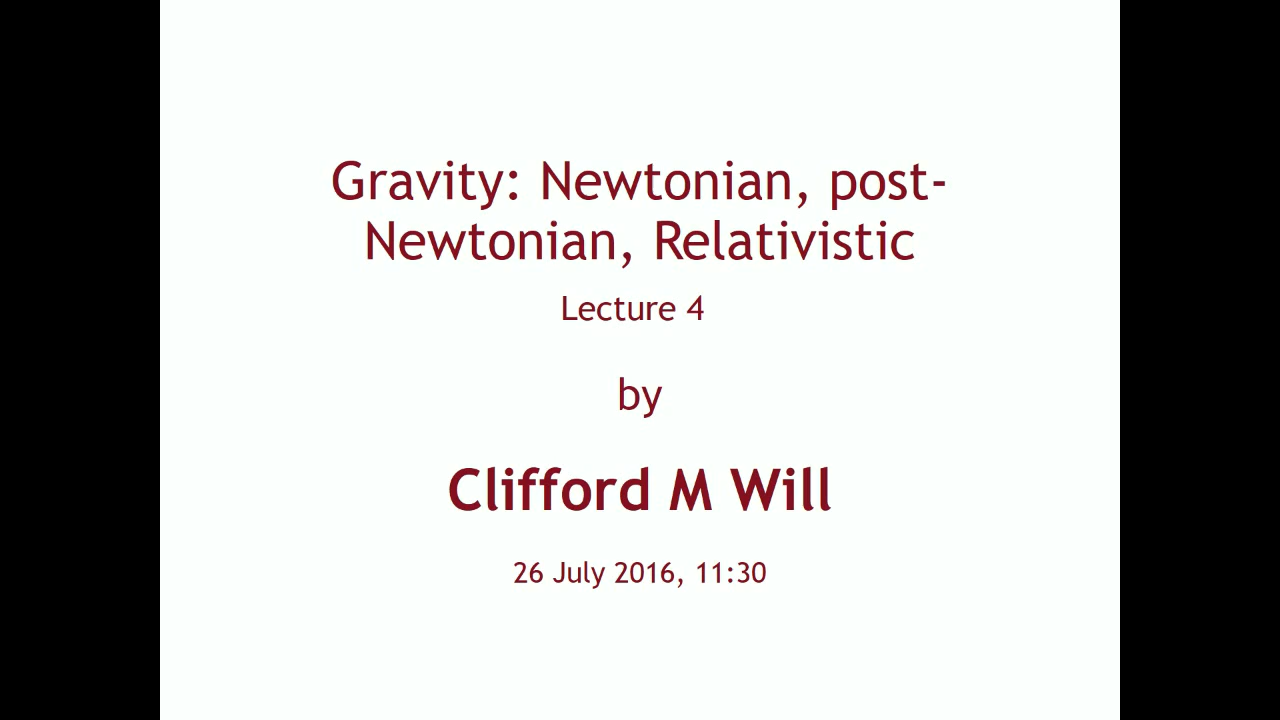 Gravity: Newtonian, post-
Newtonian, Relativistic
Lecture 4
by
Clifford M Will
26 July 2016, 11:30